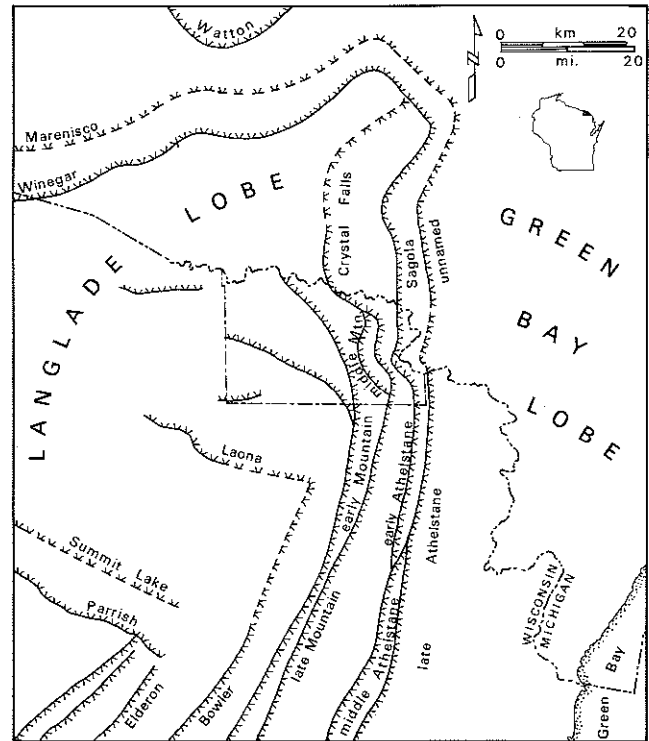 Watton
0 km 20
0 mi. 20
N
Marenisco
Winegar
LANGLADE LOBE
GREEN BAY LOBE
Crystal Falls
Sagola
unnamed
middle Mtn.
Laona
early Mountain
early Athelstane
Athelstane
Summit Lake
Parrish
late Mountain
middle Athelstane
late
WISCONSIN
MICHIGAN
Elderon
Bowler
Green Bay